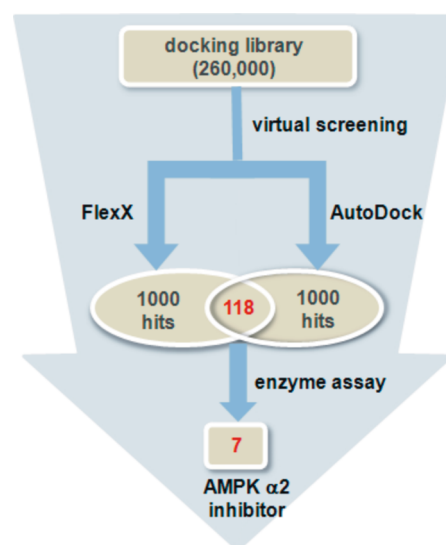 docking library
(260,000)
virtual screening
FlexX
AutoDock
1000
hits
118
1000
hits
enzyme assay
7
AMPK α2
inhibitor